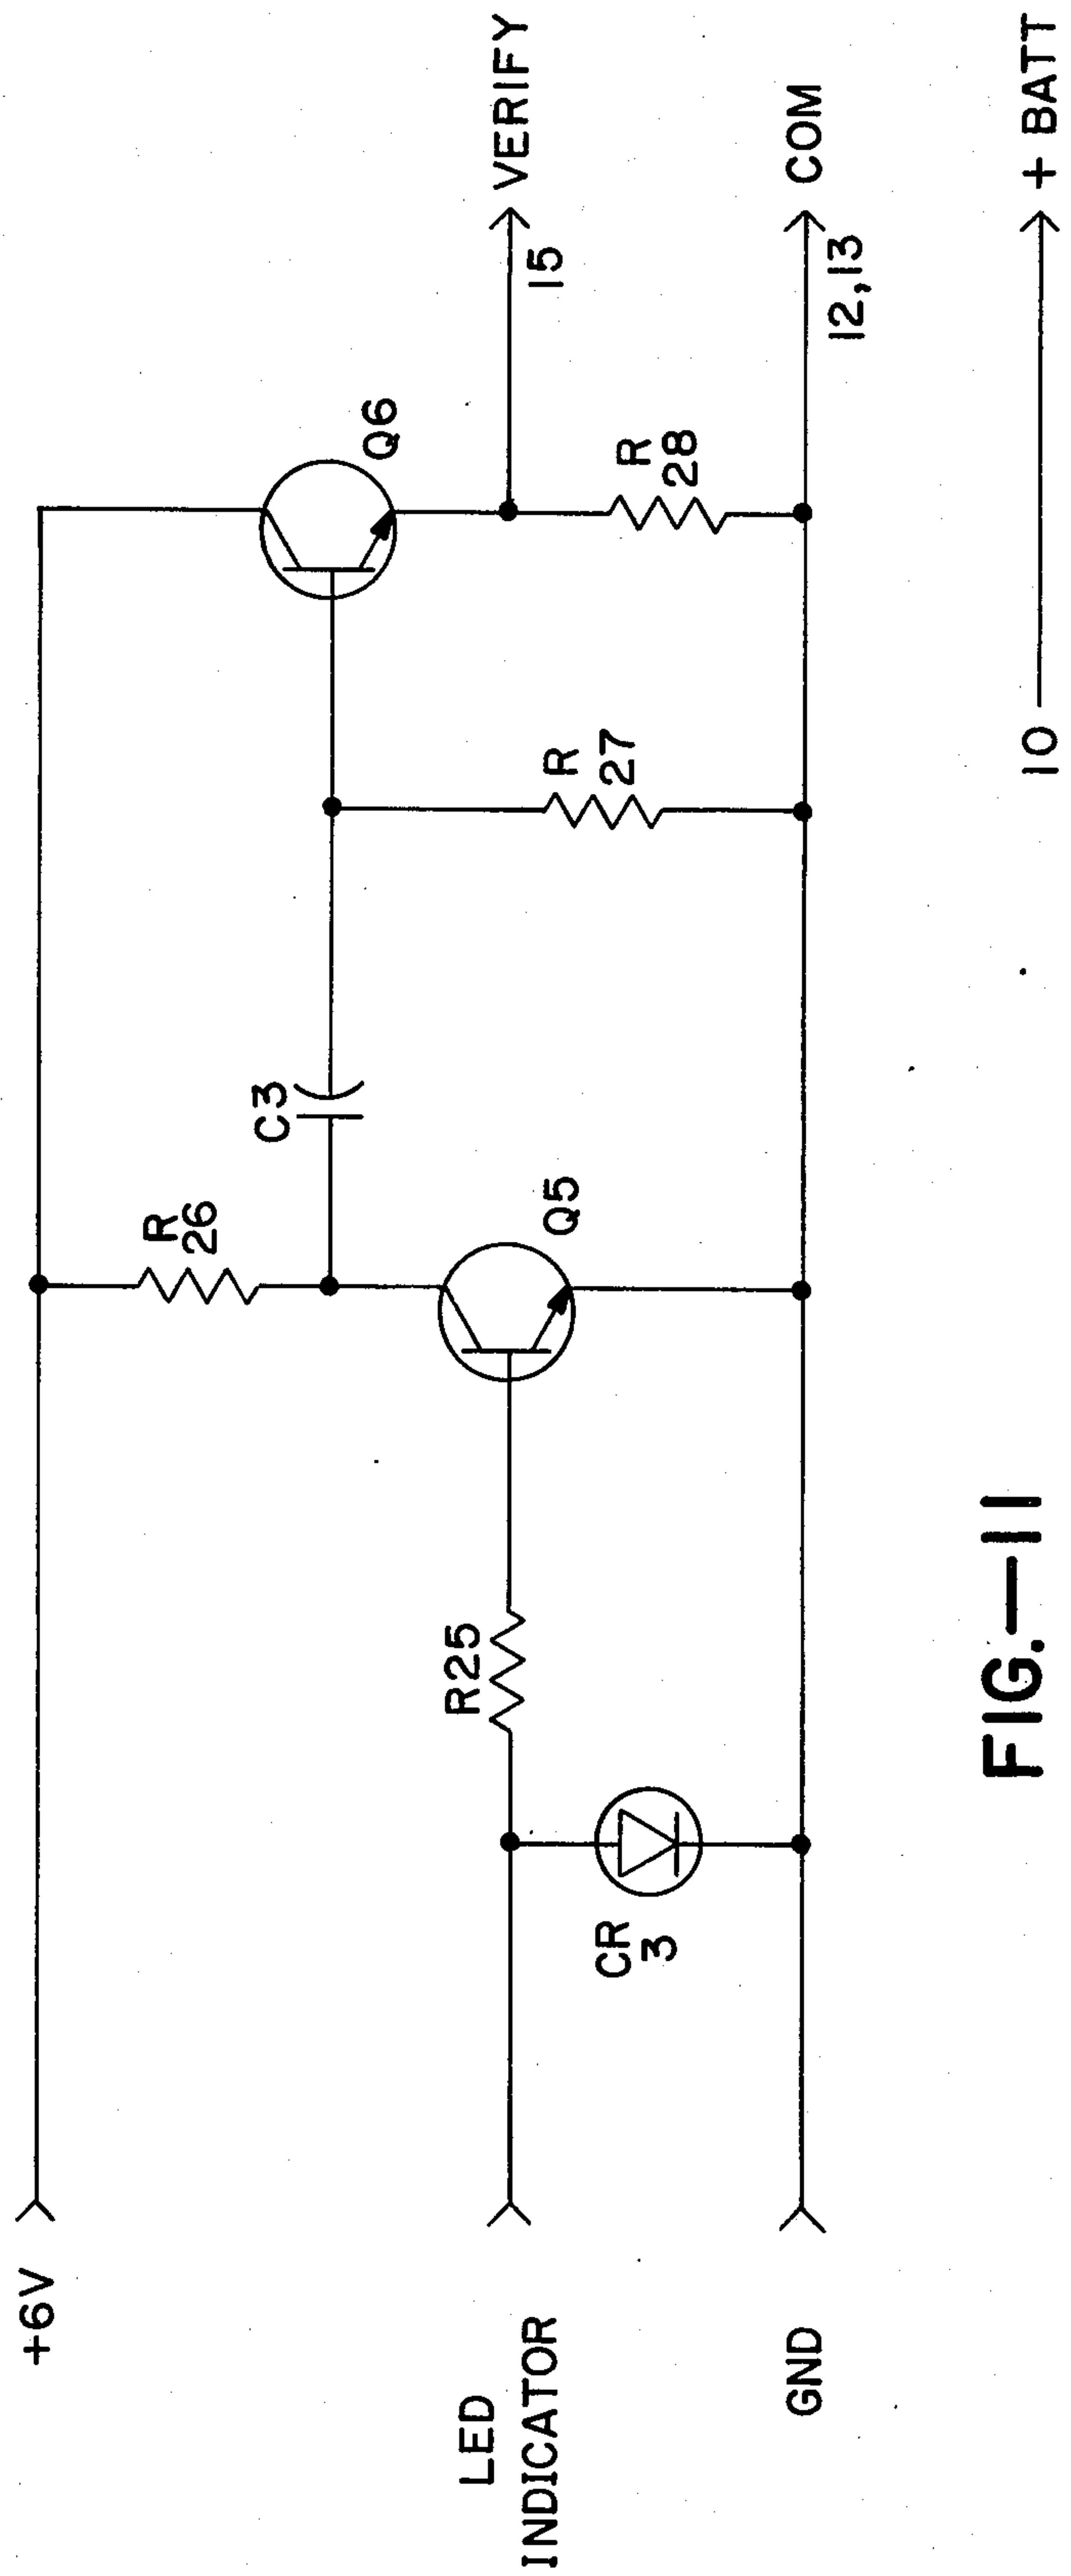 +6V
LED
INDICATOR
GND
CR
3
R25
R
26
Q5
C3
R
27
Q6
R
28
VERIFY
15
COM
12,13
10
+ BATT
FIG.—11